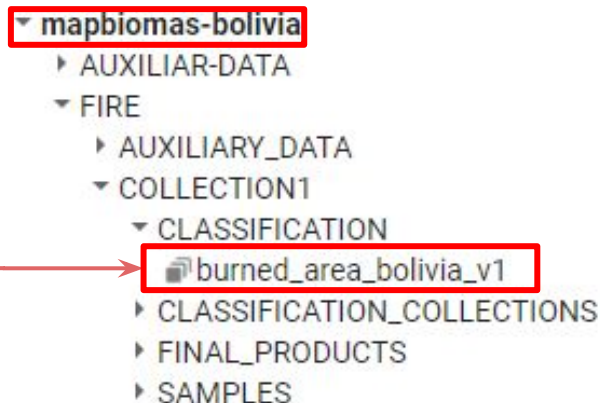 mapbiomas-bolivia
AUXILIAR-DATA
FIRE
AUXILIARY_DATA
COLLECTION1
CLASSIFICATION
burned_area_bolivia_v1
CLASSIFICATION_COLLECTIONS
FINAL_PRODUCTS
SAMPLES